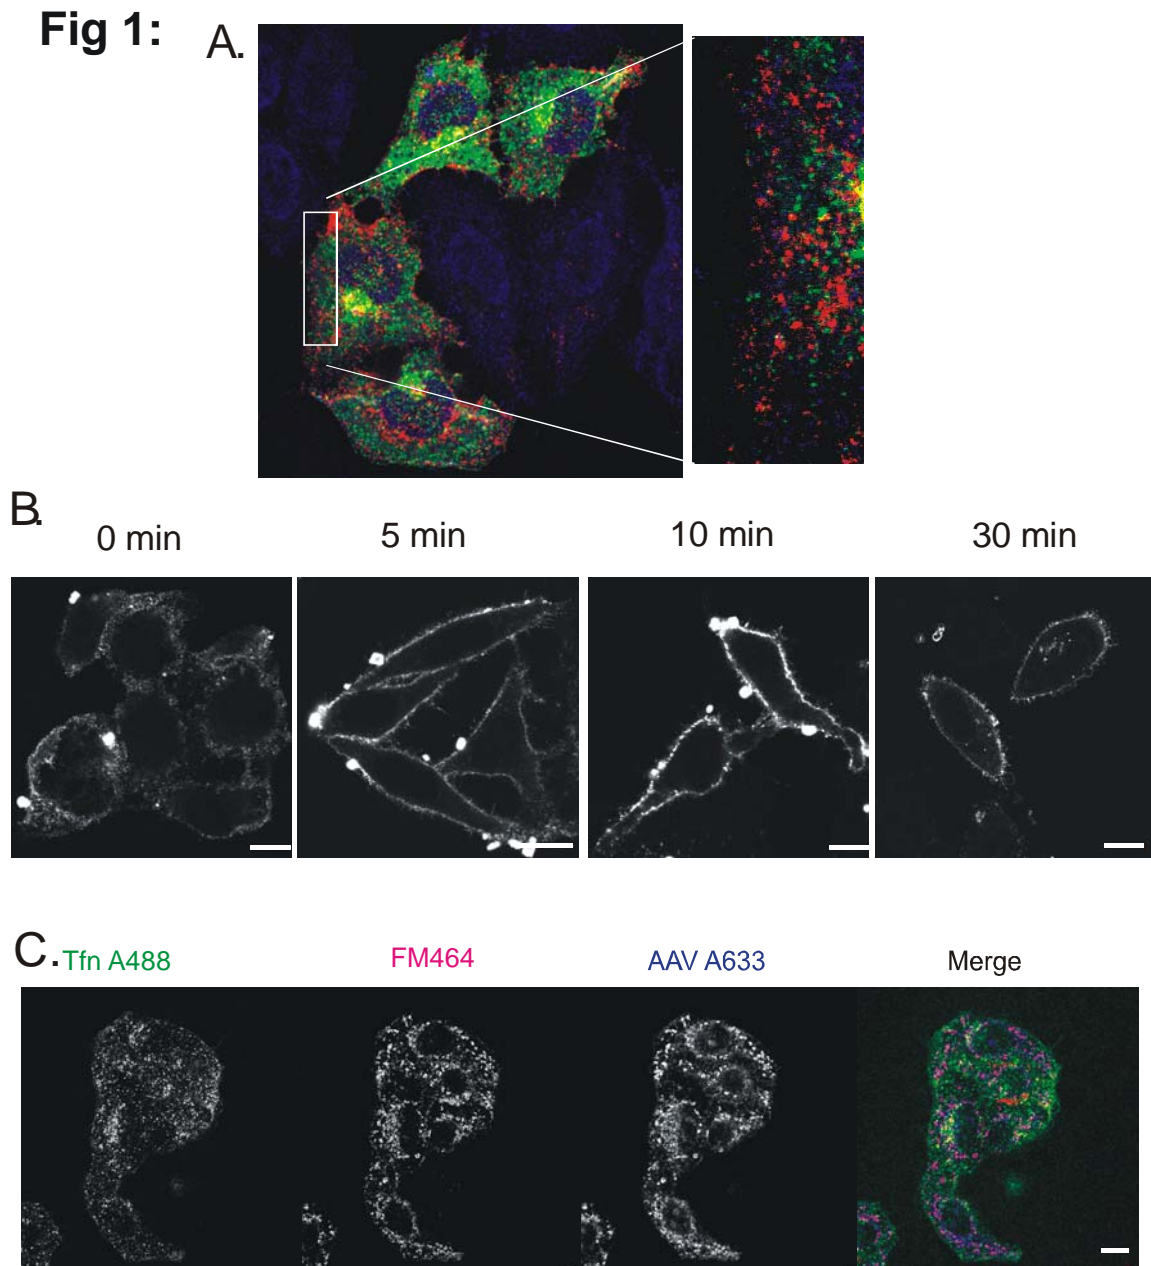 Fig 1:
A.
B.
0 min
5 min
10 min
30 min
C.
Tfn A488
FM464
AAV A633
Merge